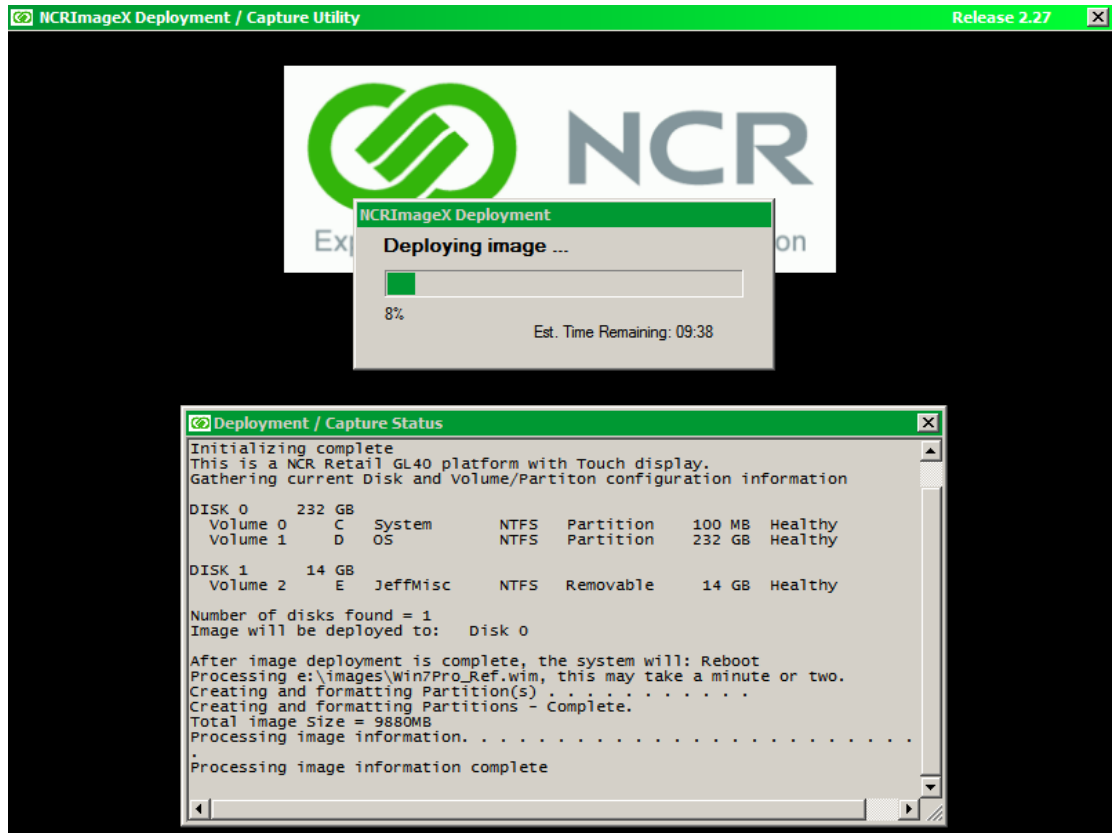 NCRImageX Deployment / Capture Utility Release 2.27
NCR
Exp on
NCRImageX Deployment
Deploying image ...
8%
Est. Time Remaining: 09:38
Deployment / Capture Status
Initializing complete
This is a NCR Retail GL40 platform with Touch display.
Gathering current Disk and Volume/Partiton configuration information
DISK 0 232 GB
Volume 0 C System NTFS Partition 100 MB Healthy
Volume 1 D OS NTFS Partition 232 GB Healthy
DISK 1 14 GB
Volume 2 E JeffMisc NTFS Removable 14 GB Healthy
Number of disks found = 1
Image will be deployed to: Disk 0
After image deployment is complete, the system will: Reboot
Processing e:\images\Win7Pro_Ref.wim, this may take a minute or two.
Creating and formatting Partition(s) . . . . . . . . . . .
Creating and formatting Partitions - Complete.
Total image Size = 9880MB
Processing image information. . . . . . . . . . . . . . . . . . . . . . . .
.
Processing image information complete